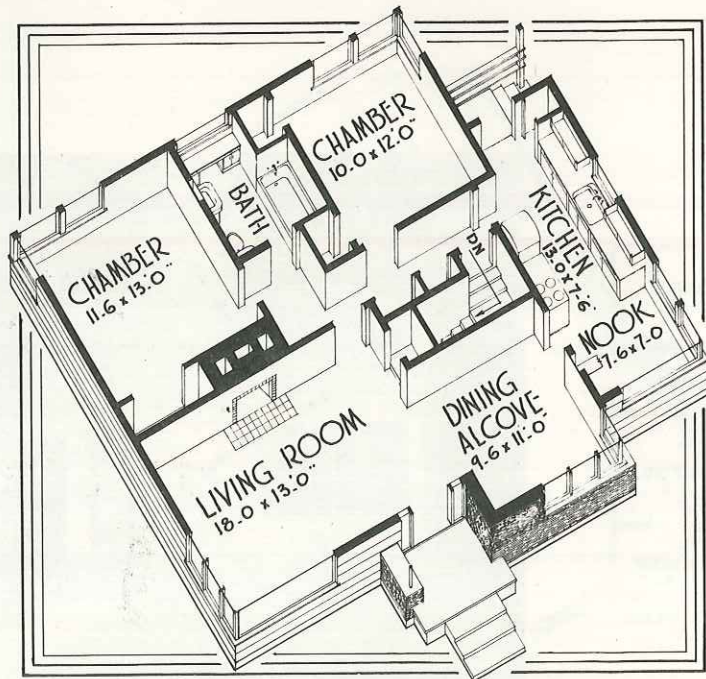 CHAMBER
10.0 x 12.'0"
BATH
CHAMBER
11.6 x 13.'0"
KITCHEN
13.0 x 7.'6"
DN
NOOK
7.6 x 7.0
DINING
ALCOVE
9.6 x 11.'0"
LIVING ROOM
18.0 x 13.'0"